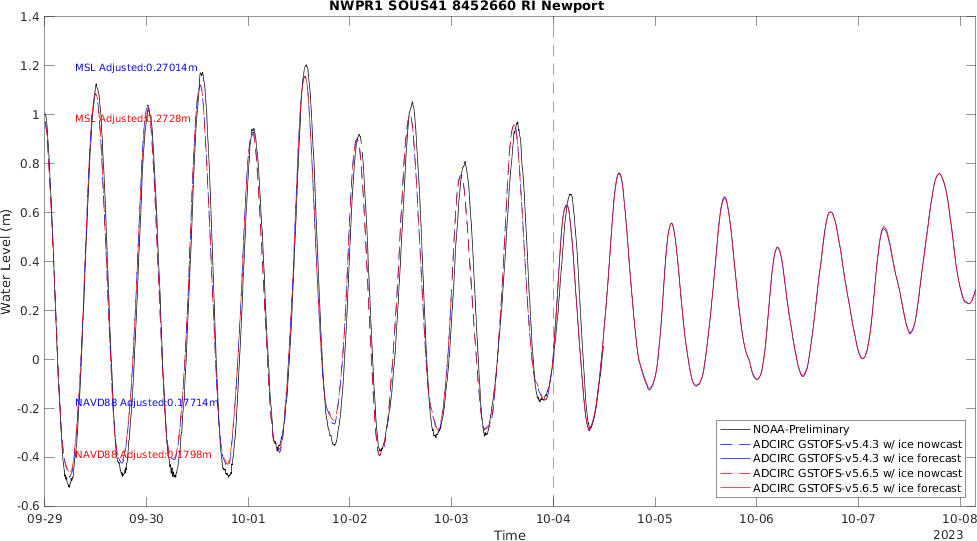 NWPR1 SOUS41 8452660 RI Newport
1.4
1.2
1
0.8
0.6
0.4
0.2
0
-0.2
-0.4
-0.6
Water Level (m)
MSL Adjusted:0.27014m
MSL Adjusted:0.2728m
NAVD88 Adjusted:0.17714m
NAVD88 Adjusted:0.1798m
NOAA-Preliminary
ADCIRC GSTOFS-v5.4.3 w/ ice nowcast
ADCIRC GSTOFS-v5.4.3 w/ ice forecast
ADCIRC GSTOFS-v5.6.5 w/ ice nowcast
ADCIRC GSTOFS-v5.6.5 w/ ice forecast
09-29 09-30 10-01 10-02 10-03 10-04 10-05 10-06 10-07 10-08
Time
2023